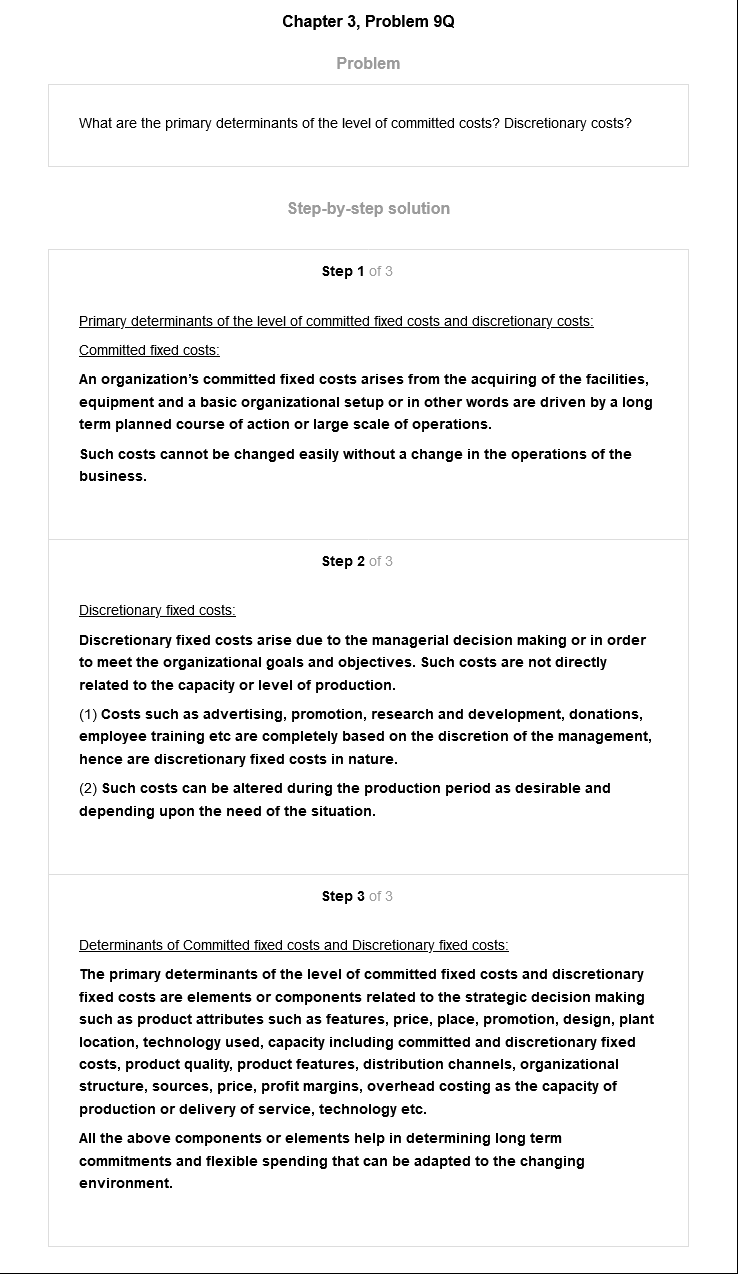 Chapter 3, Problem 9Q
Problem
What are the primary determinants of the level of committed costs? Discretionary costs?
Step-by-step solution
Step 1 of 3
Primary determinants of the level of committed fixed costs and discretionary costs:
Committed fixed costs:
An organization’s committed fixed costs arises from the acquiring of the facilities,
equipment and a basic organizational setup or in other words are driven by a long
term planned course of action or large scale of operations.
Such costs cannot be changed easily without a change in the operations of the
business.
Step 2 of 3
Discretionary fixed costs:
Discretionary fixed costs arise due to the managerial decision making or in order
to meet the organizational goals and objectives. Such costs are not directly
related to the capacity or level of production.
(1) Costs such as advertising, promotion, research and development, donations,
employee training etc are completely based on the discretion of the management,
hence are discretionary fixed costs in nature.
(2) Such costs can be altered during the production period as desirable and
depending upon the need of the situation.
Step 3 of 3
Determinants of Committed fixed costs and Discretionary fixed costs:
The primary determinants of the level of committed fixed costs and discretionary
fixed costs are elements or components related to the strategic decision making
such as product attributes such as features, price, place, promotion, design, plant
location, technology used, capacity including committed and discretionary fixed
costs, product quality, product features, distribution channels, organizational
structure, sources, price, profit margins, overhead costing as the capacity of
production or delivery of service, technology etc.
All the above components or elements help in determining long term
commitments and flexible spending that can be adapted to the changing
environment.